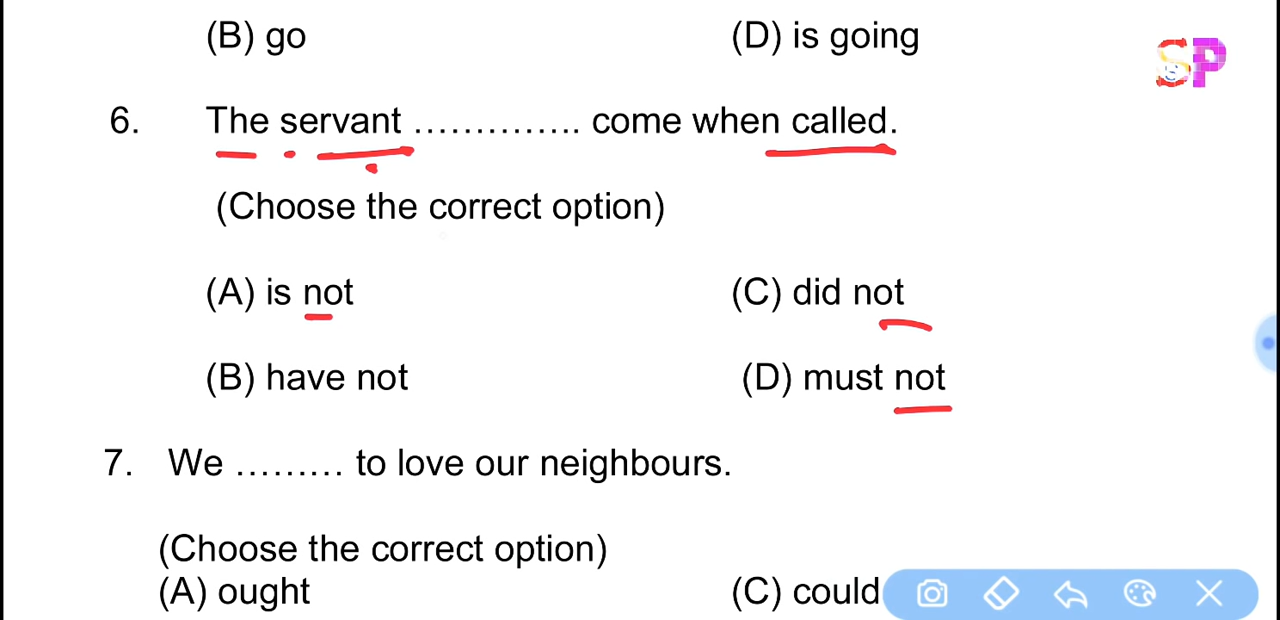 (B) go (D) is going
SP
6. The servant .............. come when called.
(Choose the correct option)
(A) is not (C) did not
(B) have not (D) must not
7. We ......... to love our neighbours.
(Choose the correct option)
(A) ought (C) could